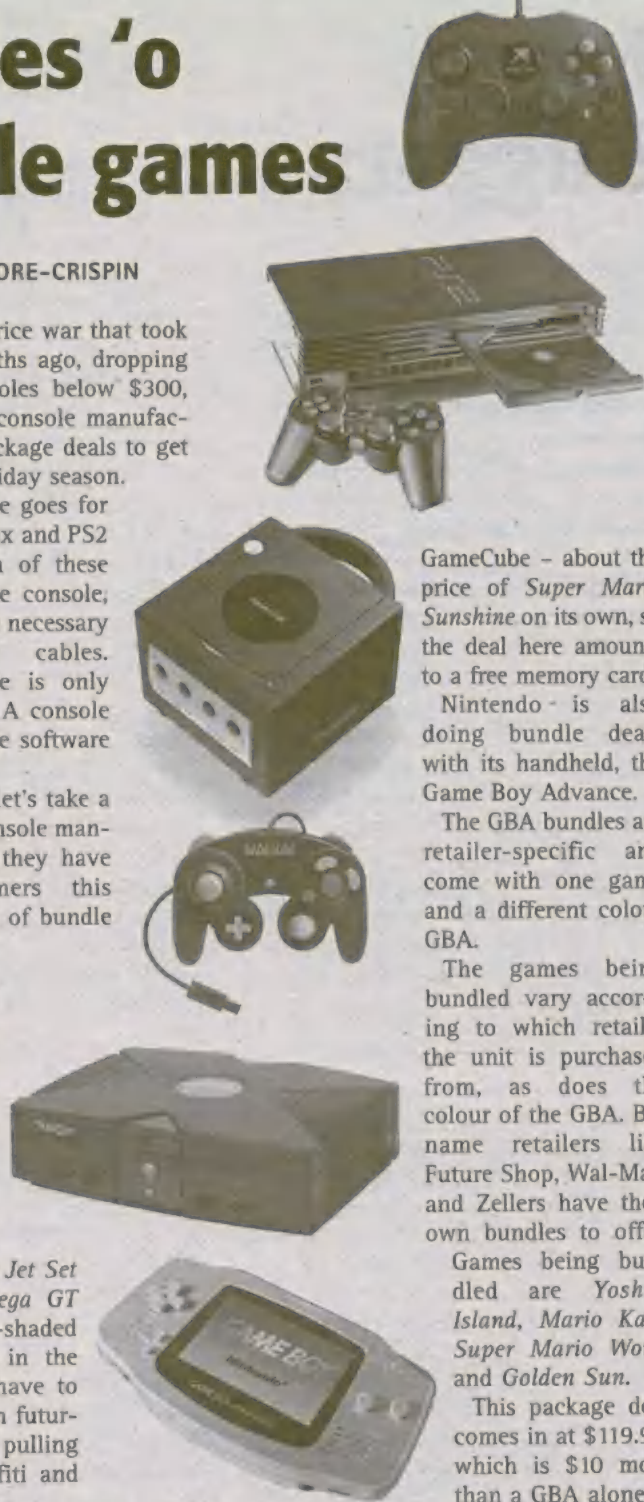 es 'o
le games
ORE-CRISPIN
rice war that took
ths ago, dropping
oles below $300,
console manufac-
ckage deals to get
iday season.
e goes for
x and PS2
of these
e console,
necessary
cables.
e is only
A console
e software
let's take a
nsole man-
they have
mers this
of bundle
Jet Set
ega GT
-shaded
in the
have to
n futur-
pulling
fiti and
GameCube – about th
price of Super Mar
Sunshine on its own, s
the deal here amoun
to a free memory card
Nintendo is als
doing bundle dea
with its handheld, th
Game Boy Advance.
The GBA bundles a
retailer-specific an
come with one gam
and a different colou
GBA.
The games bein
bundled vary accor
ing to which retail
the unit is purchase
from, as does th
colour of the GBA. B
name retailers li
Future Shop, Wal-Ma
and Zellers have the
own bundles to off
Games being bu
dled are Yosh
Island, Mario Ka
Super Mario Wo
and Golden Sun.
This package de
comes in at $119.9
which is $10 mo
than a GBA alone
PS2
GAME BOY
Nintendo